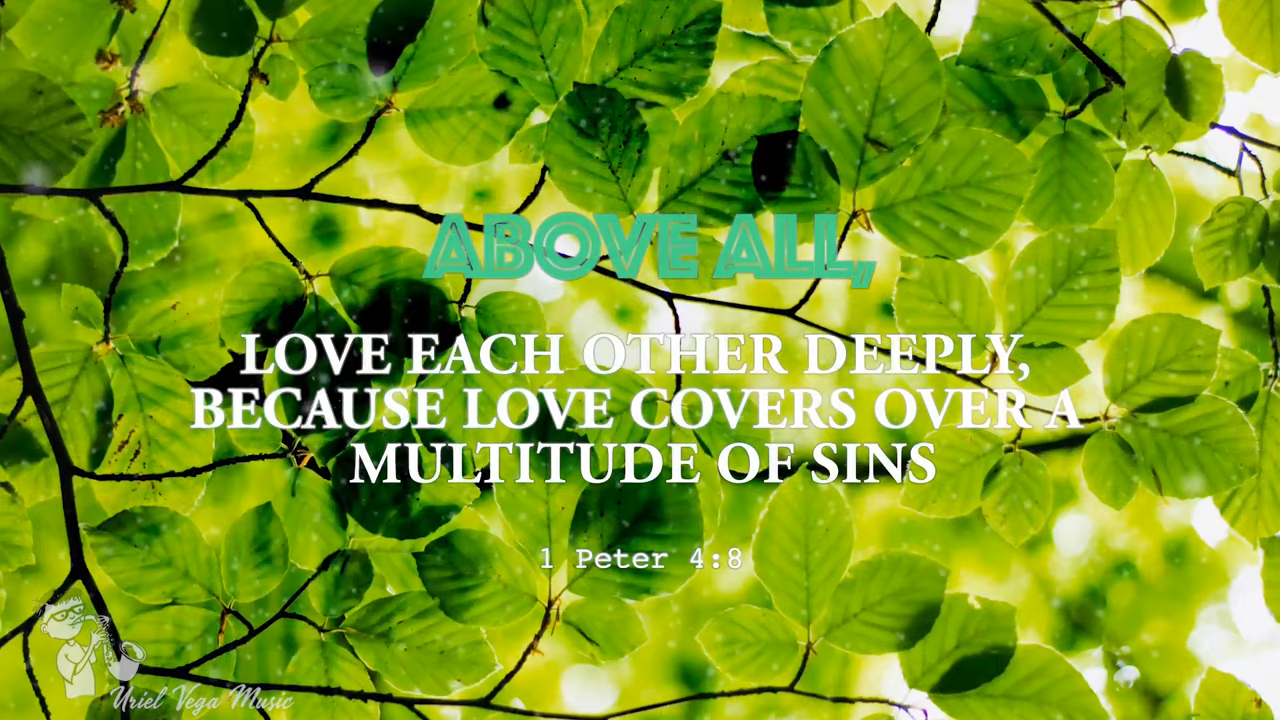 ABOVE ALL,
LOVE EACH OTHER DEEPLY,
BECAUSE LOVE COVERS OVER A
MULTITUDE OF SINS
1 Peter 4:8
Uriel Vega Music